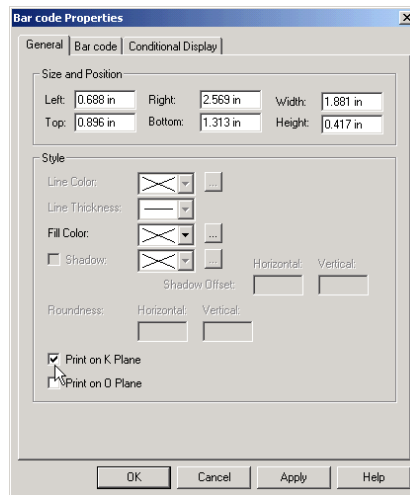 Bar code Properties
General Bar code Conditional Display
Size and Position
Left: 0.688 in Right: 2.569 in Width: 1.881 in
Top: 0.896 in Bottom: 1.313 in Height: 0.417 in
Style
Line Color: ...
Line Thickness:
Fill Color: ...
Shadow: ... Horizontal: Vertical:
Shadow Offset:
Roundness: Horizontal: Vertical:
Print on K Plane
Print on O Plane
OK Cancel Apply Help